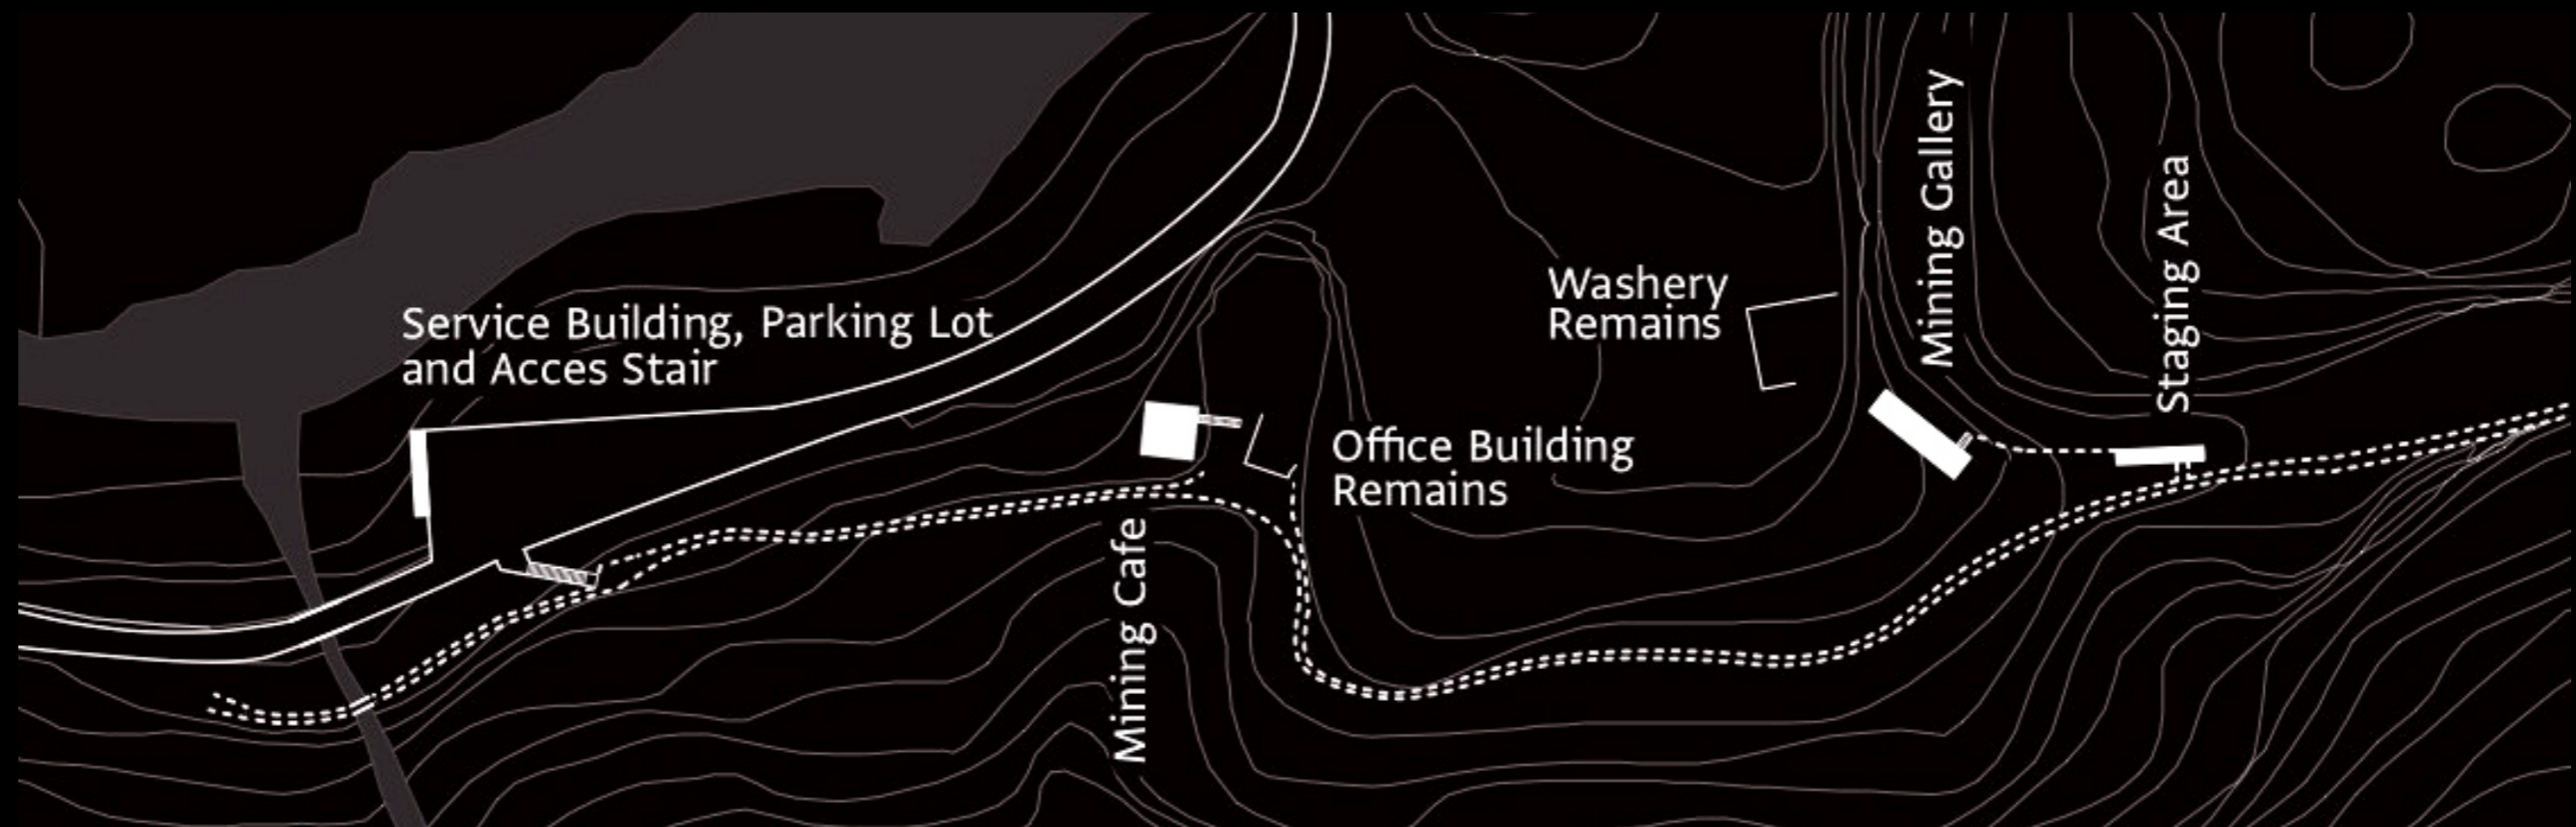 Service Building, Parking Lot
and Acces Stair
Mining Cafe
Office Building
Remains
Washery
Remains
Mining Gallery
Staging Area